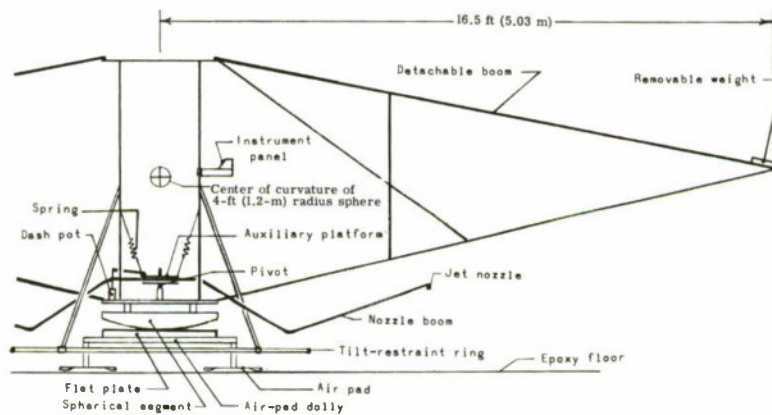 16.5 ft (5.03 m)
Detachable boom
Removable weight
Instrument
panel
Center of curvature of
4-ft (1.2-m) radius sphere
Spring
Dash pot
Auxiliary platform
Pivot
Jet nozzle
Nozzle boom
Tilt-restraint ring
Epoxy floor
Flat plate
Air pad
Spherical segment
Air-pad dolly